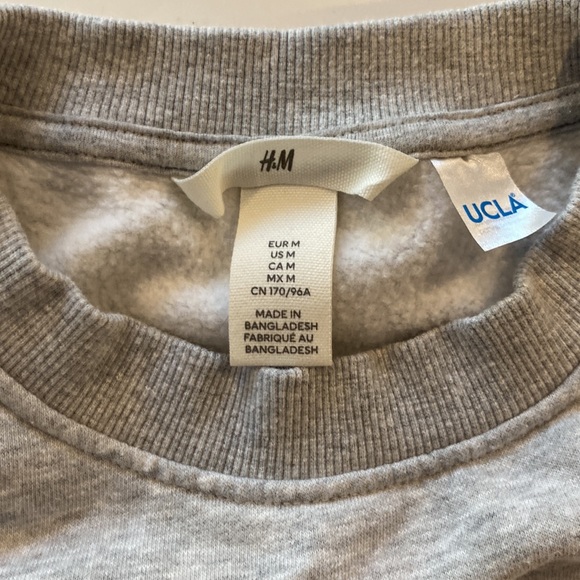 H&M
EUR M
US M
CA M
MX M
CN 170/96A
MADE IN
BANGLADESH
FABRIQUÉ AU
BANGLADESH
UCLA